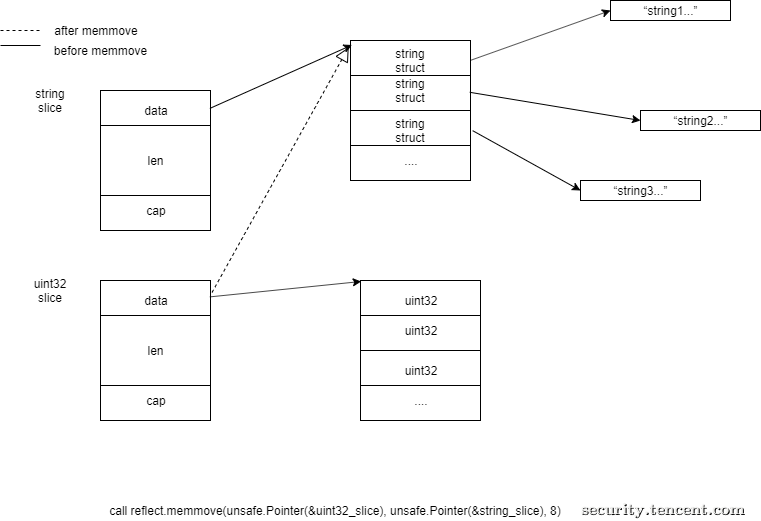 after memmove
before memmove
string
slice
data
len
cap
string
struct
string
struct
string
struct
....
“string1...”
“string2...”
“string3...”
uint32
slice
data
len
cap
uint32
uint32
uint32
....
call reflect.memmove(unsafe.Pointer(&uint32_slice), unsafe.Pointer(&string_slice), 8)
security.tencent.com